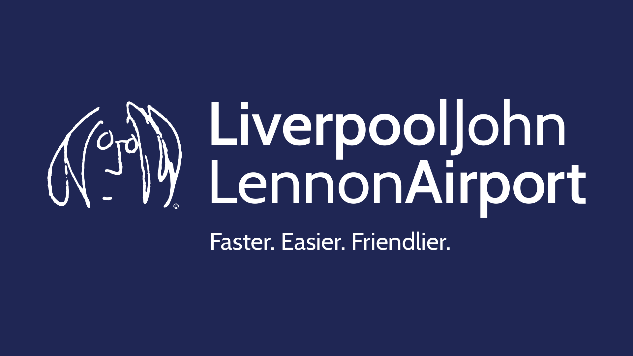 LiverpoolJohn
LennonAirport
Faster. Easier. Friendlier.